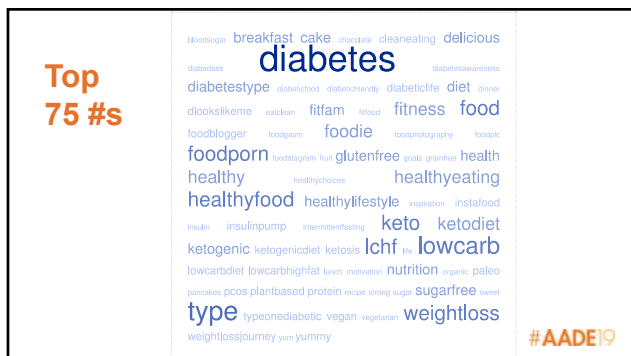 Top
75 #s
bloodsugar breakfast cake chocolate cleaneating delicious
diabadass diabetes diabetesawareness
diabetestype diabeticfood diabeticfriendly diabeticlife diet dinner
dlookslikeme eatclean fitfam fitfood fitness food
foodblogger foodgasm foodie foodphotography foodpic
foodporn foodstagram fruit glutenfree goals grainfree health
healthy healthychoices healthyeating
healthyfood healthylifestyle inspiration instafood
insulin insulinpump intermittentfasting keto ketodiet
ketogenic ketogenicdiet ketosis lchf life lowcarb
lowcarbdiet lowcarbhighfat lunch motivation nutrition organic paleo
pancakes pcos plantbased protein recipe strong sugar sugarfree sweet
type typeonediabetic vegan vegetarian weightloss
weightlossjourney yum yummy
#AADE19